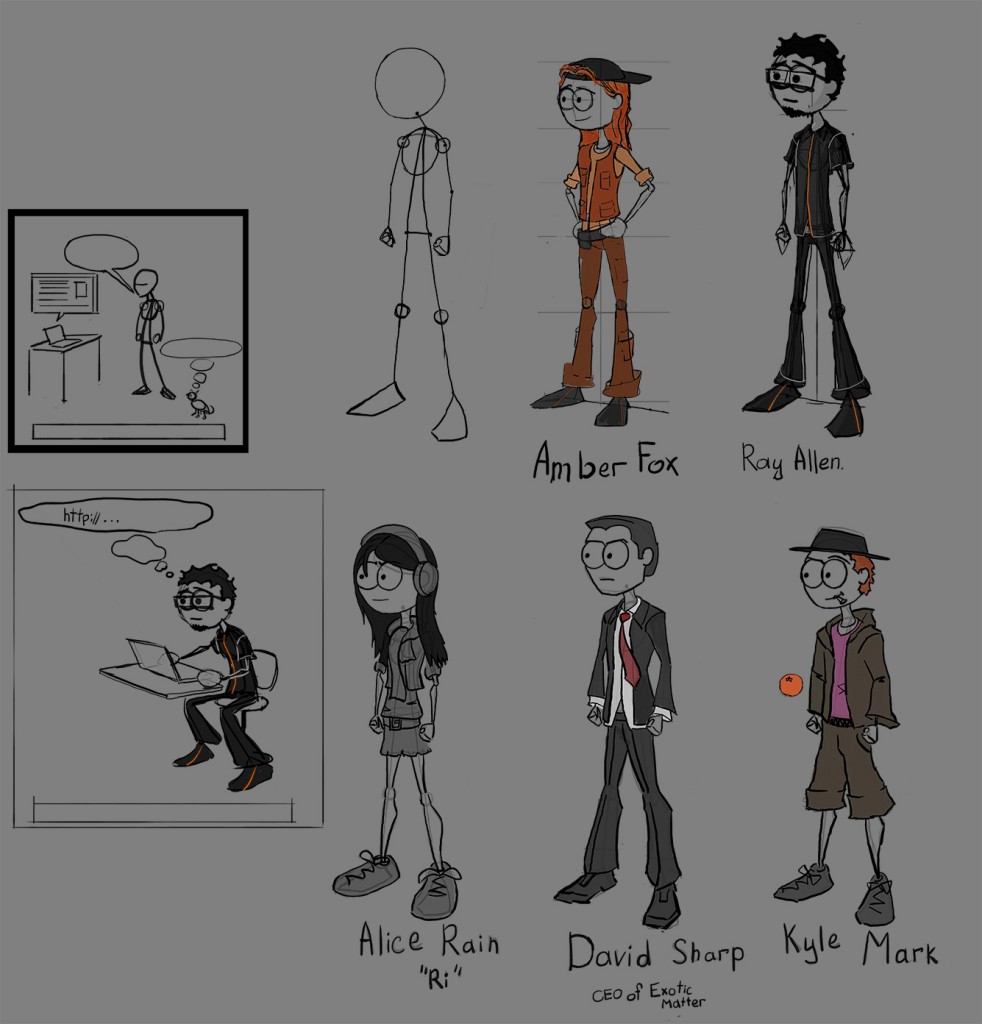 Amber Fox
Ray Allen.
http://...
Alice Rain
"Ri"
David Sharp
CEO of Exotic
Matter
Kyle Mark